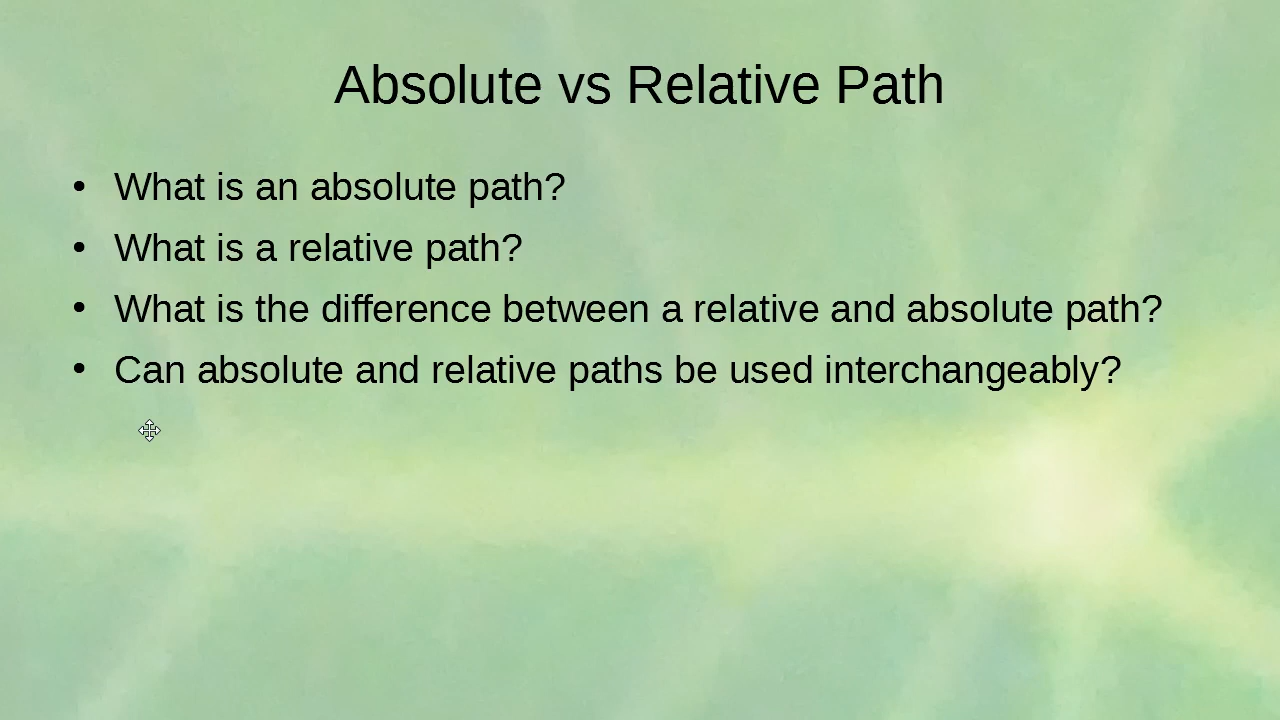 Absolute vs Relative Path
• What is an absolute path?
• What is a relative path?
• What is the difference between a relative and absolute path?
• Can absolute and relative paths be used interchangeably?